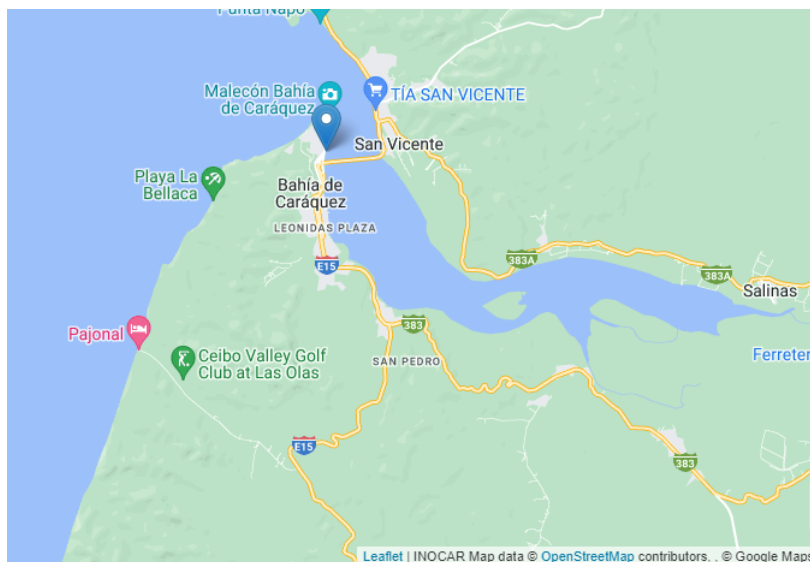 Punta Napo
Malecón Bahía
de Caráquez
TÍA SAN VICENTE
San Vicente
Playa La
Bellaca
Bahía de
Caráquez
LEONIDAS PLAZA
E15
383A
383A
Salinas
Pajonal
383
Ceibo Valley Golf
Club at Las Olas
SAN PEDRO
Ferreter
E15
383
Leaflet | INOCAR Map data © OpenStreetMap contributors, , © Google Maps